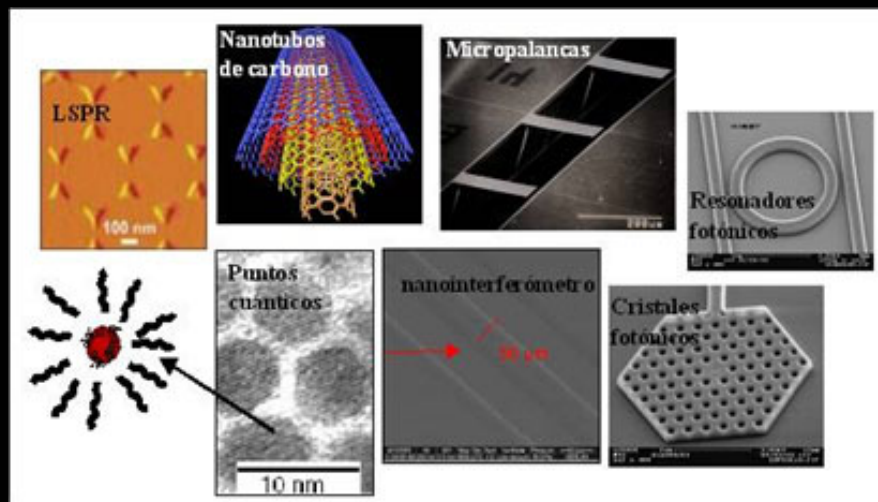 LSPR
100 nm
Nanotubos
de carbono
Micropalancas
Resonadores
fotónicos
Puntos
cuánticos
10 nm
nanointerferómetro
Cristales
fotónicos